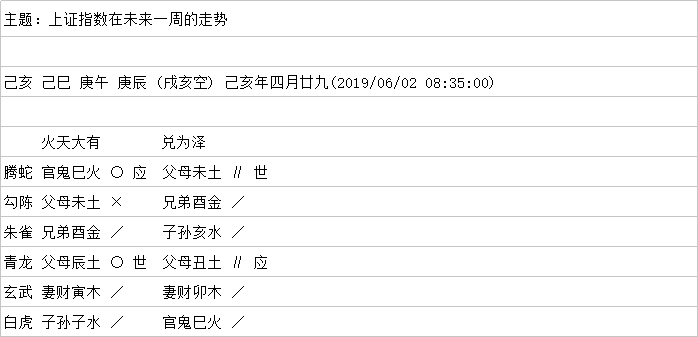 主题：上证指数在未来一周的走势
己亥 己巳 庚午 庚辰 (戌亥空) 己亥年四月廿九(2019/06/02 08:35:00)
火天大有 兑为泽
腾蛇 官鬼巳火 〇 应 父母未土 〃 世
勾陈 父母未土 × 兄弟酉金 ／
朱雀 兄弟酉金 ／ 子孙亥水 ／
青龙 父母辰土 〇 世 父母丑土 〃 应
玄武 妻财寅木 ／ 妻财卯木 ／
白虎 子孙子水 ／ 官鬼巳火 ／